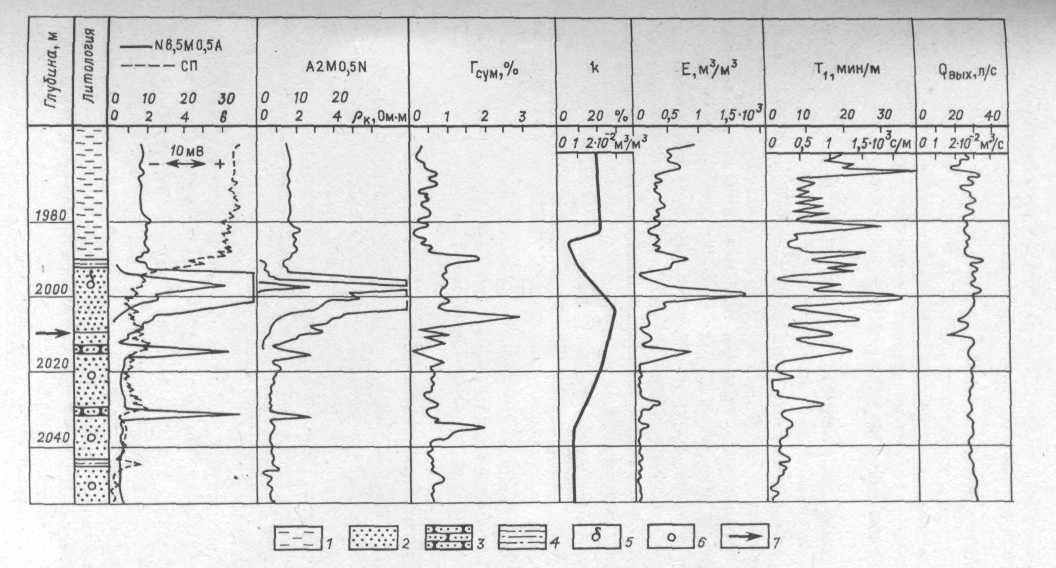 Глубина, м
Литология
N6,5M0,5A
СП
0 10 20 30
0 2 4 6
10 мВ
− +
A2M0,5N
0 10 20
0 2 4 ρк, Ом·м
Гсум, %
0 1 2 3
k
0 20 %
0 1 2·10⁻² м³/м³
E, м³/м³
0 0,5 1 1,5·10³
T1, мин/м
0 10 20 30
0 0,5 1 1,5·10³ с/м
Qвых, л/с
0 20 40
0 1 2·10⁻² м³/с
1980
2000
2020
2040
1 2 3 4 δ 5 6 7